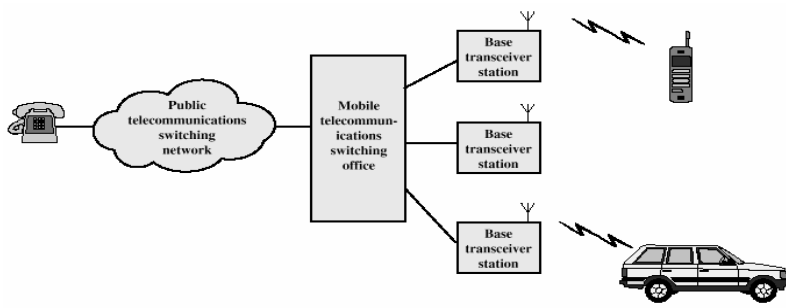 Public
telecommunications
switching
network
Mobile
telecommun-
ications
switching
office
Base
transceiver
station
Base
transceiver
station
Base
transceiver
station